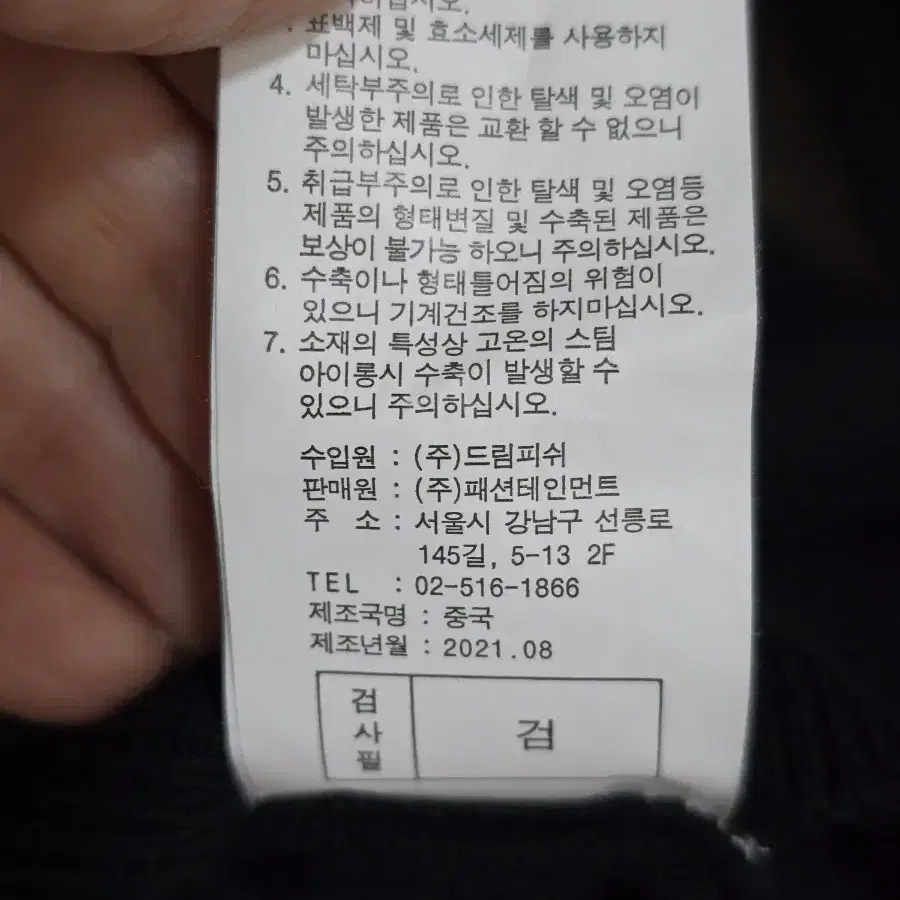 마십시오.
표백제 및 효소세제를 사용하지
마십시오.
4. 세탁부주의로 인한 탈색 및 오염이
발생한 제품은 교환 할 수 없으니
주의하십시오.
5. 취급부주의로 인한 탈색 및 오염등
제품의 형태변질 및 수축된 제품은
보상이 불가능 하오니 주의하십시오.
6. 수축이나 형태틀어짐의 위험이
있으니 기계건조를 하지마십시오.
7. 소재의 특성상 고온의 스팀
아이롱시 수축이 발생할 수
있으니 주의하십시오.
수입원 : (주)드림피쉬
판매원 : (주)패션테인먼트
주 소 : 서울시 강남구 선릉로
145길, 5-13 2F
TEL : 02-516-1866
제조국명 : 중국
제조년월 : 2021.08
검사필 검